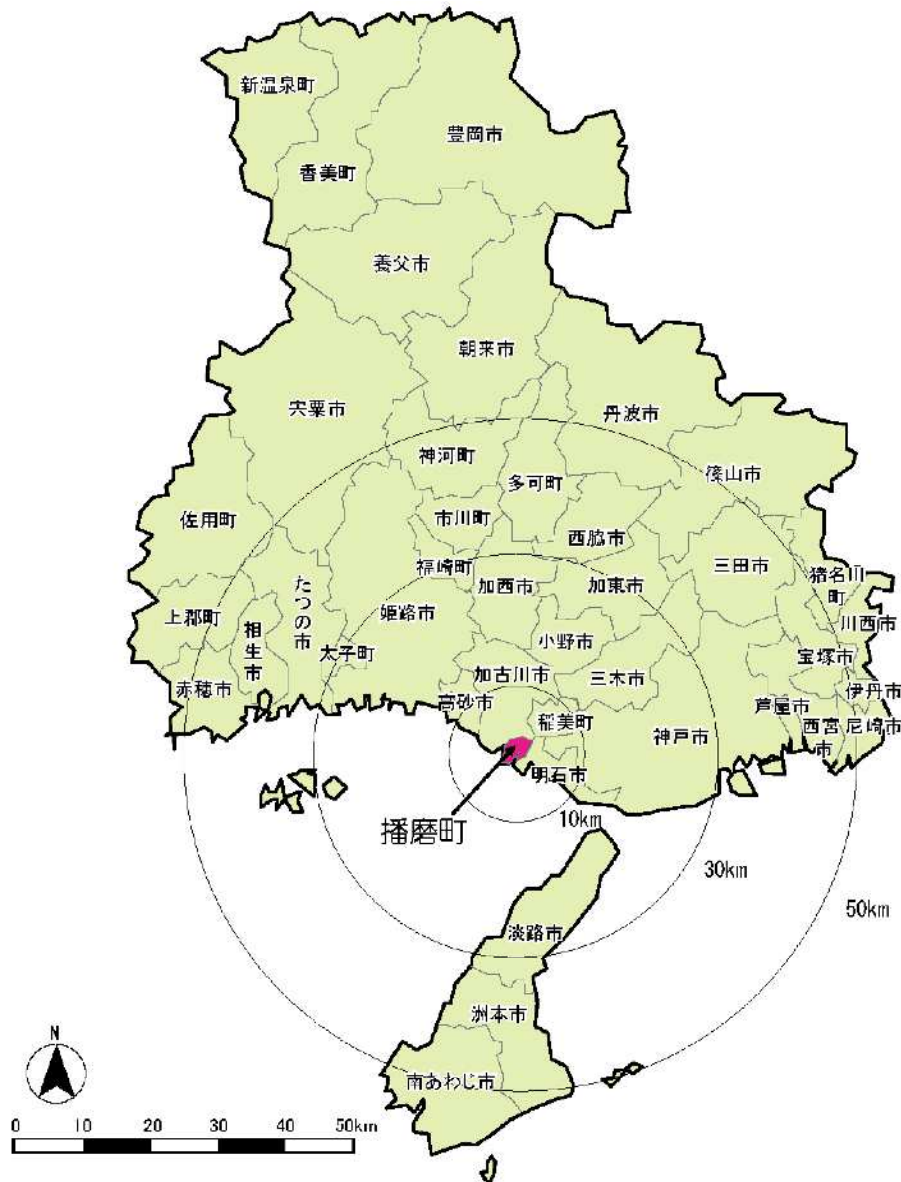 新温泉町
豊岡市
香美町
養父市
朝来市
宍粟市
丹波市
神河町
篠山市
多可町
佐用町
市川町
西脇市
三田市
福崎町
猪名川
町
加西市
加東市
たつの市
上郡町
姫路市
川西市
相生市
小野市
太子町
宝塚市
加古川市
三木市
赤穂市
伊丹市
高砂市
芦屋市
稲美町
西宮
市
尼崎市
神戸市
明石市
播磨町
10km
30km
50km
淡路市
洲本市
南あわじ市
N
0 10 20 30 40 50km